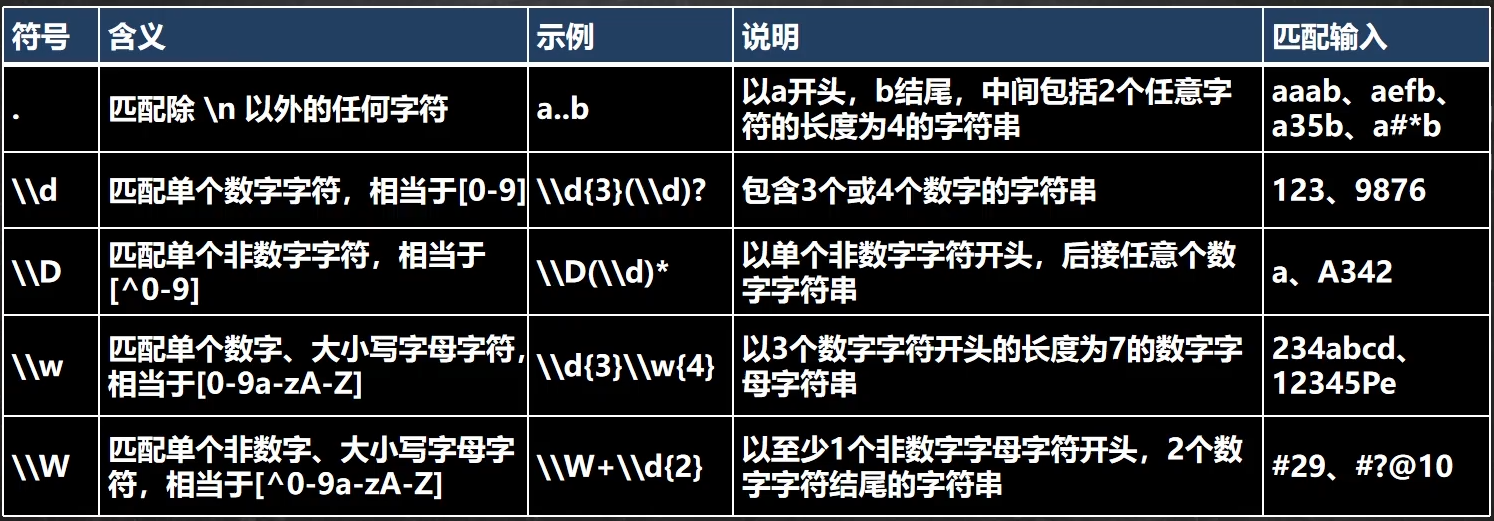 符号 含义 示例 说明 匹配输入
. 匹配除 \n 以外的任何字符 a..b 以a开头，b结尾，中间包括2个任意字
符的长度为4的字符串 aaab、aefb、
a35b、a#*b
\\d 匹配单个数字字符，相当于[0-9] \\d{3}(\\d)? 包含3个或4个数字的字符串 123、9876
\\D 匹配单个非数字字符，相当于
[^0-9] \\D(\\d)* 以单个非数字字符开头，后接任意个数
字字符串 a、A342
\\w 匹配单个数字、大小写字母字符，
相当于[0-9a-zA-Z] \\d{3}\\w{4} 以3个数字字符开头的长度为7的数字字
母字符串 234abcd、
12345Pe
\\W 匹配单个非数字、大小写字母字
符，相当于[^0-9a-zA-Z] \\W+\\d{2} 以至少1个非数字字母字符开头，2个数
字字符结尾的字符串 #29、#?@10